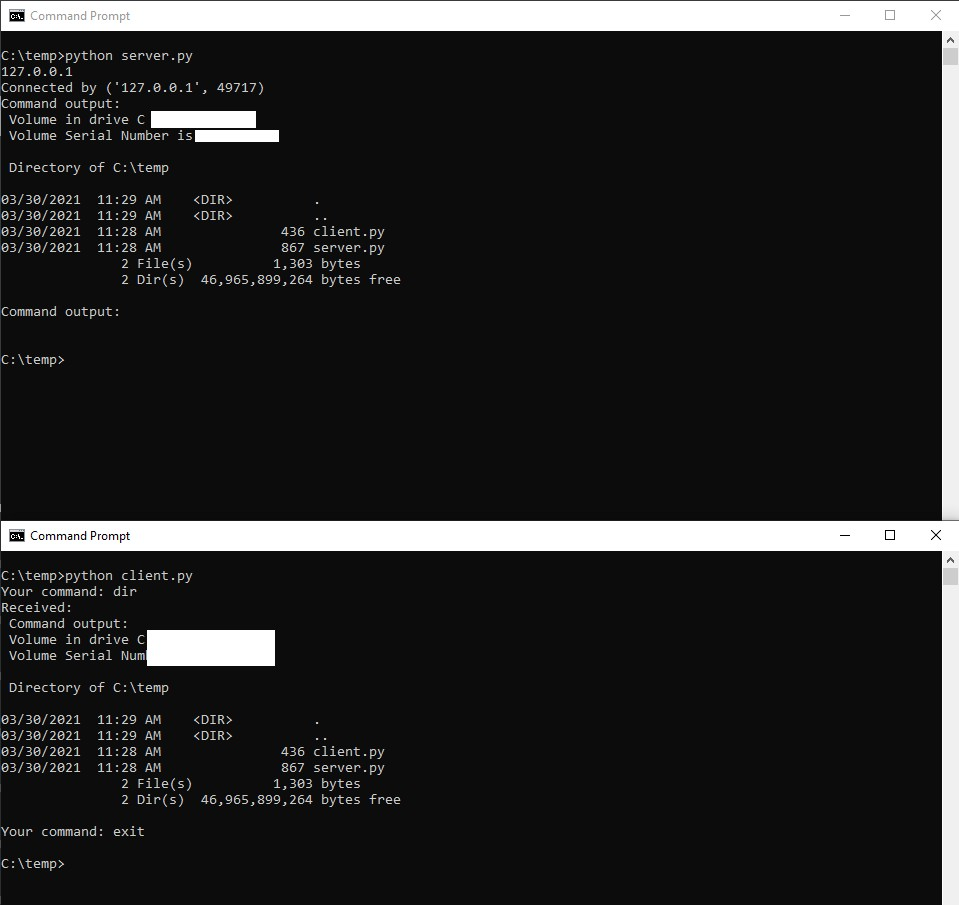 Command Prompt
C:\temp>python server.py
127.0.0.1
Connected by ('127.0.0.1', 49717)
Command output:
 Volume in drive C
 Volume Serial Number is

 Directory of C:\temp

03/30/2021  11:29 AM    <DIR>          .
03/30/2021  11:29 AM    <DIR>          ..
03/30/2021  11:28 AM               436 client.py
03/30/2021  11:28 AM               867 server.py
               2 File(s)          1,303 bytes
               2 Dir(s)  46,965,899,264 bytes free

Command output:

C:\temp>
Command Prompt
C:\temp>python client.py
Your command: dir
Received:
 Command output:
 Volume in drive C
 Volume Serial

 Directory of C:\temp

03/30/2021  11:29 AM    <DIR>          .
03/30/2021  11:29 AM    <DIR>          ..
03/30/2021  11:28 AM               436 client.py
03/30/2021  11:28 AM               867 server.py
               2 File(s)          1,303 bytes
               2 Dir(s)  46,965,899,264 bytes free

Your command: exit

C:\temp>